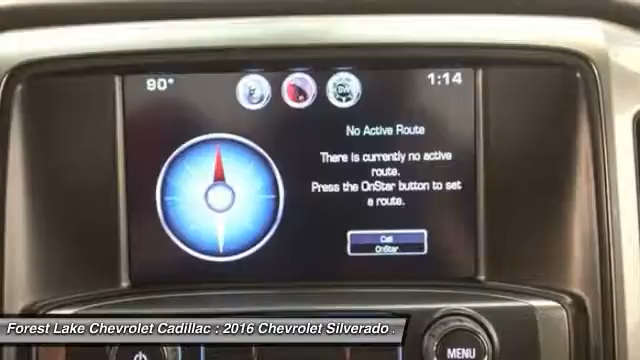 90°
SW
1:14
No Active Route
There is currently no active
route.
Press the OnStar button to set
a route.
Call
OnStar
Forest Lake Chevrolet Cadillac : 2016 Chevrolet Silverado .
MENU